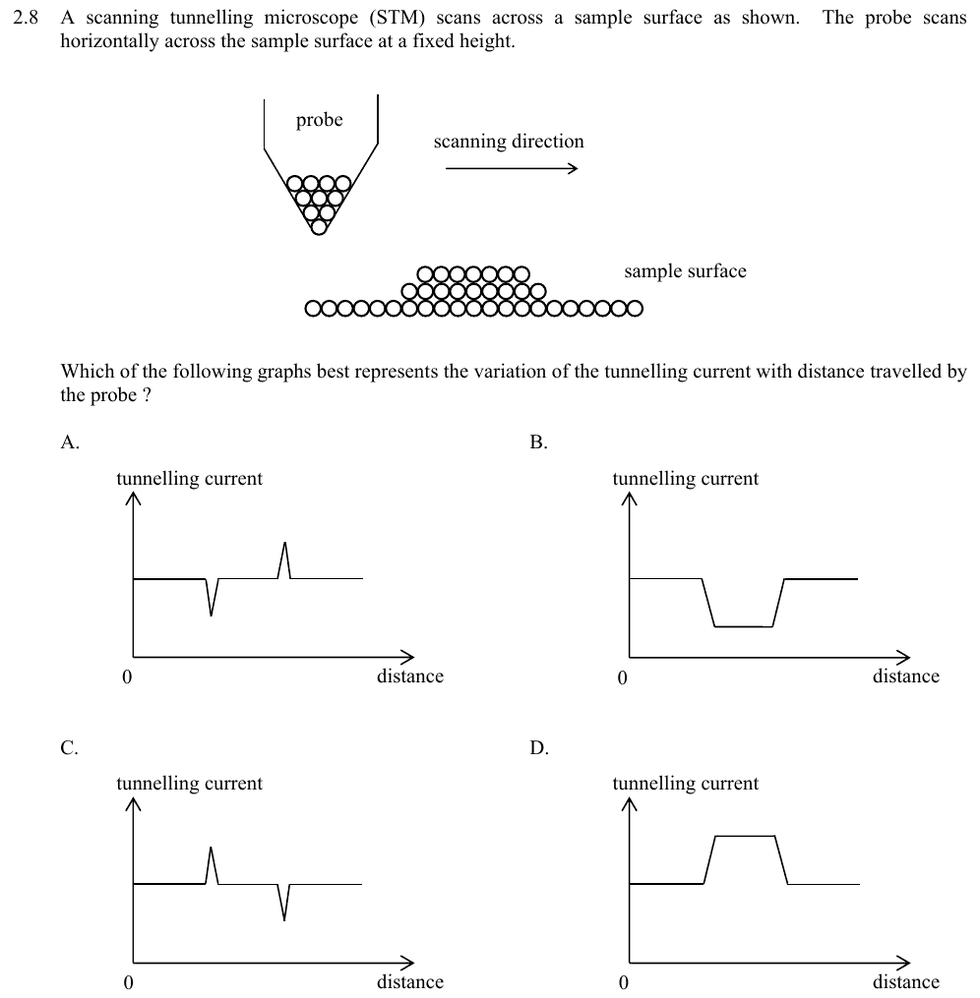 2.8 A scanning tunnelling microscope (STM) scans across a sample surface as shown. The probe scans
horizontally across the sample surface at a fixed height.
probe
scanning direction
sample surface
Which of the following graphs best represents the variation of the tunnelling current with distance travelled by
the probe ?
A.
tunnelling current
0
distance
B.
tunnelling current
0
distance
C.
tunnelling current
0
distance
D.
tunnelling current
0
distance